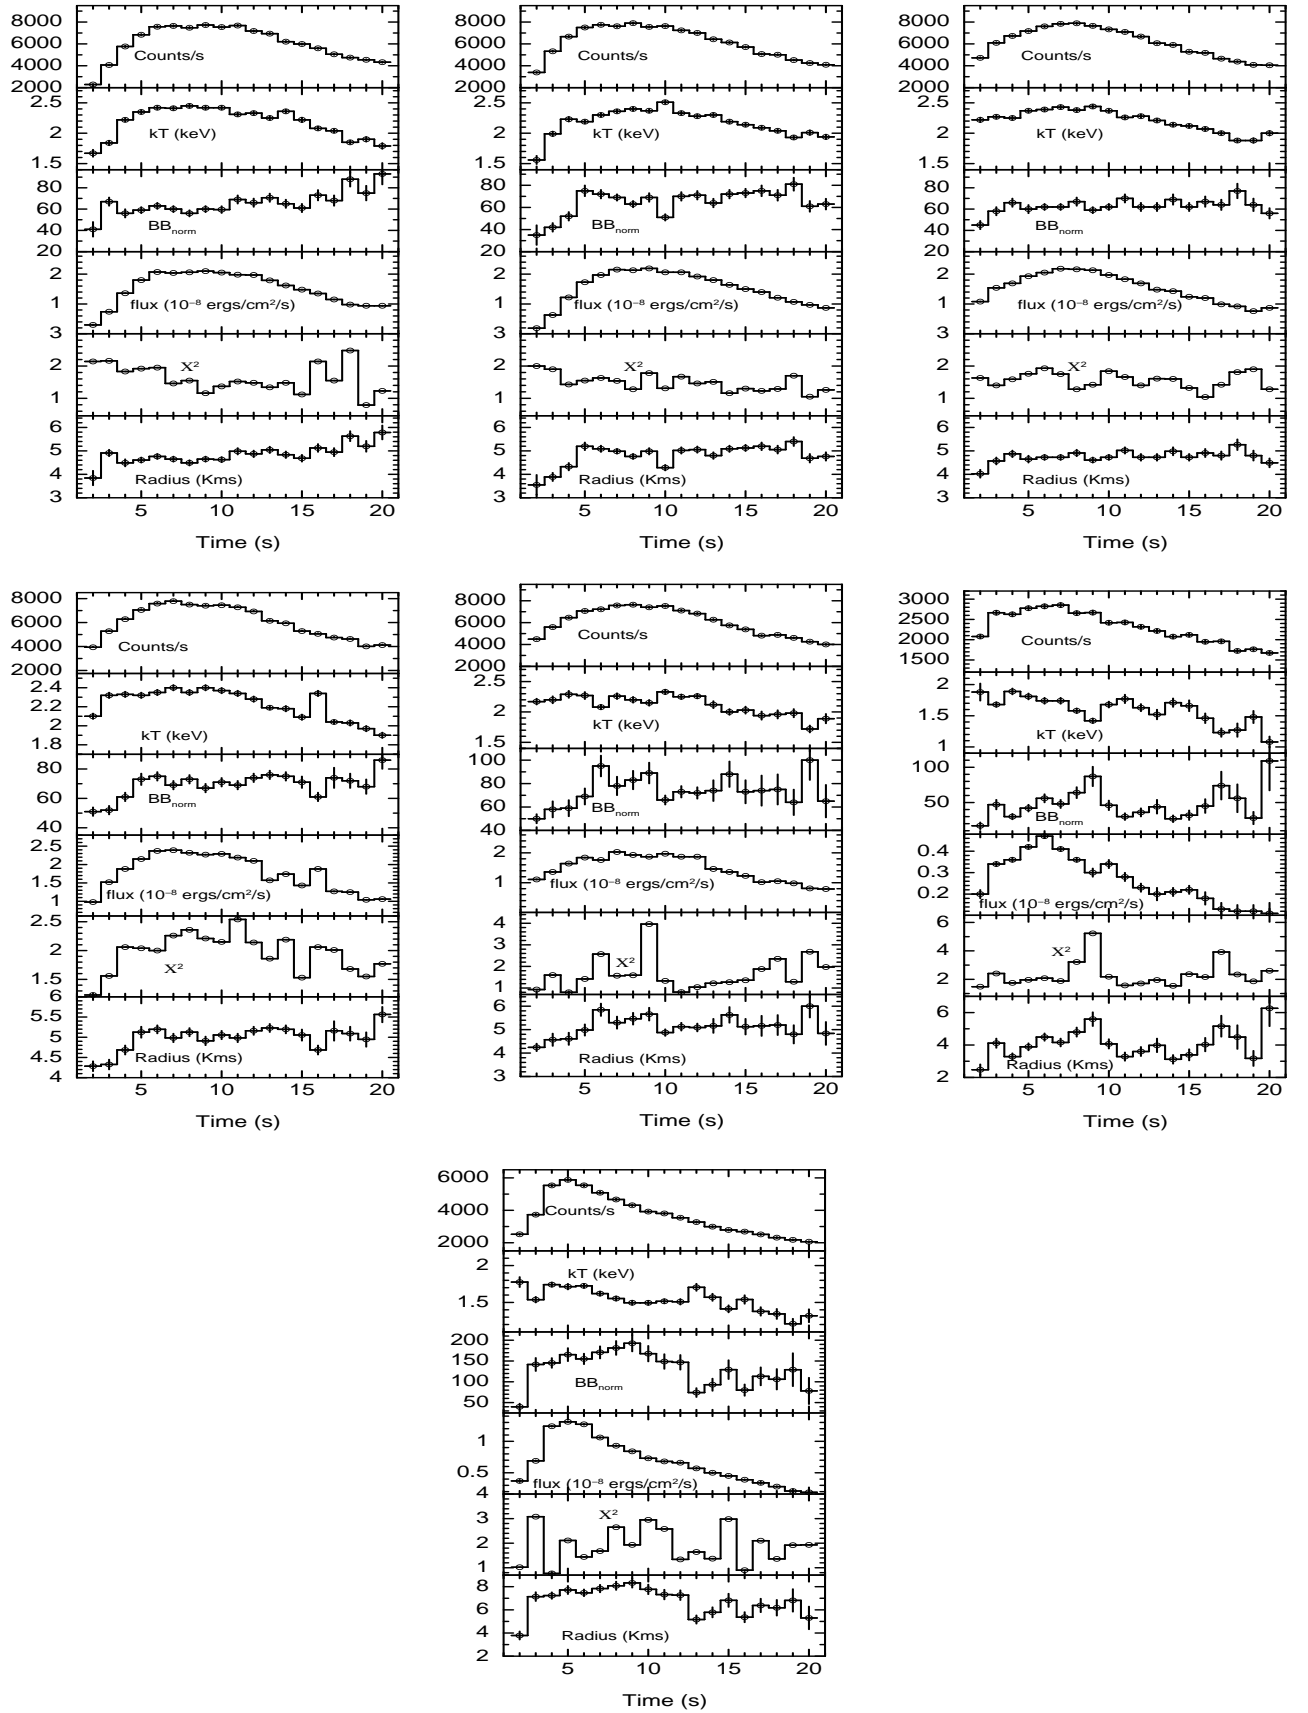 8000
6000
4000
2000
Counts/s
2.5
2
1.5
kT (keV)
80
60
40
20
BBnorm
2
1
3
flux (10⁻⁸ ergs/cm²/s)
2
1
X²
6
5
4
3
Radius (Kms)
5 10 15 20
Time (s)
8000
6000
4000
2000
Counts/s
2.5
2
1.5
kT (keV)
80
60
40
20
BBnorm
2
1
3
flux (10⁻⁸ ergs/cm²/s)
2
1
X²
6
5
4
3
Radius (Kms)
5 10 15 20
Time (s)
8000
6000
4000
2000
Counts/s
2.5
2
1.5
kT (keV)
80
60
40
20
BBnorm
2
1
3
flux (10⁻⁸ ergs/cm²/s)
2
1
X²
6
5
4
3
Radius (Kms)
5 10 15 20
Time (s)
8000
6000
4000
2000
Counts/s
2.4
2.2
2
1.8
kT (keV)
80
60
40
BBnorm
2.5
2
1.5
1
flux (10⁻⁸ ergs/cm²/s)
2.5
2
1.5
6
X²
5.5
5
4.5
4
Radius (Kms)
5 10 15 20
Time (s)
8000
6000
4000
2000
Counts/s
2.5
2
1.5
kT (keV)
100
80
60
40
BBnorm
2
1
flux (10⁻⁸ ergs/cm²/s)
4
3
2
1
X²
6
5
4
3
Radius (Kms)
5 10 15 20
Time (s)
3000
2500
2000
1500
Counts/s
2
1.5
1
kT (keV)
100
50
BBnorm
0.4
0.3
0.2
flux (10⁻⁸ ergs/cm²/s)
6
4
2
X²
6
4
2
Radius (Kms)
5 10 15 20
Time (s)
6000
4000
2000
Counts/s
2
1.5
kT (keV)
200
150
100
50
BBnorm
1
0.5
4
flux (10⁻⁸ ergs/cm²/s)
3
2
1
X²
8
6
4
2
Radius (Kms)
5 10 15 20
Time (s)